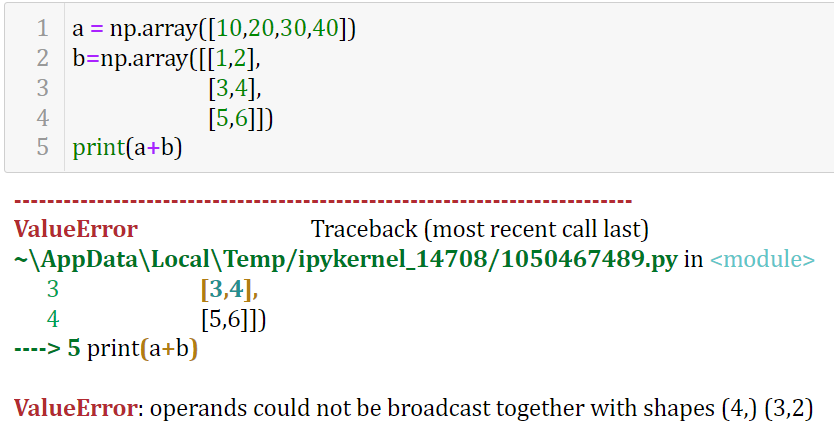 1 a = np.array([10,20,30,40])
2 b=np.array([[1,2],
3 [3,4],
4 [5,6]])
5 print(a+b)
---------------------------------------------------------------------------
ValueError Traceback (most recent call last)
~\AppData\Local\Temp/ipykernel_14708/1050467489.py in <module>
3 [3,4],
4 [5,6]])
----> 5 print(a+b)
ValueError: operands could not be broadcast together with shapes (4,) (3,2)